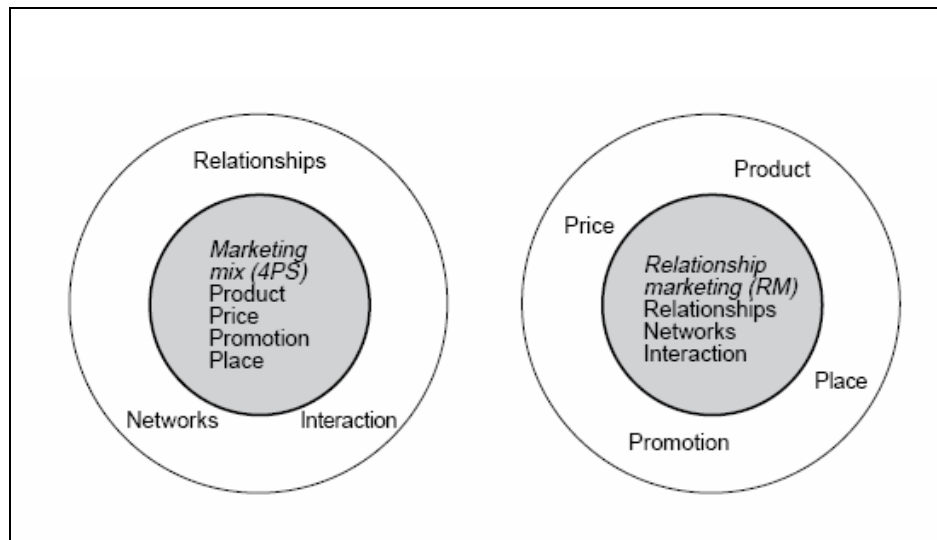 Relationships
Marketing
mix (4PS)
Product
Price
Promotion
Place
Networks
Interaction
Product
Price
Relationship
marketing (RM)
Relationships
Networks
Interaction
Place
Promotion